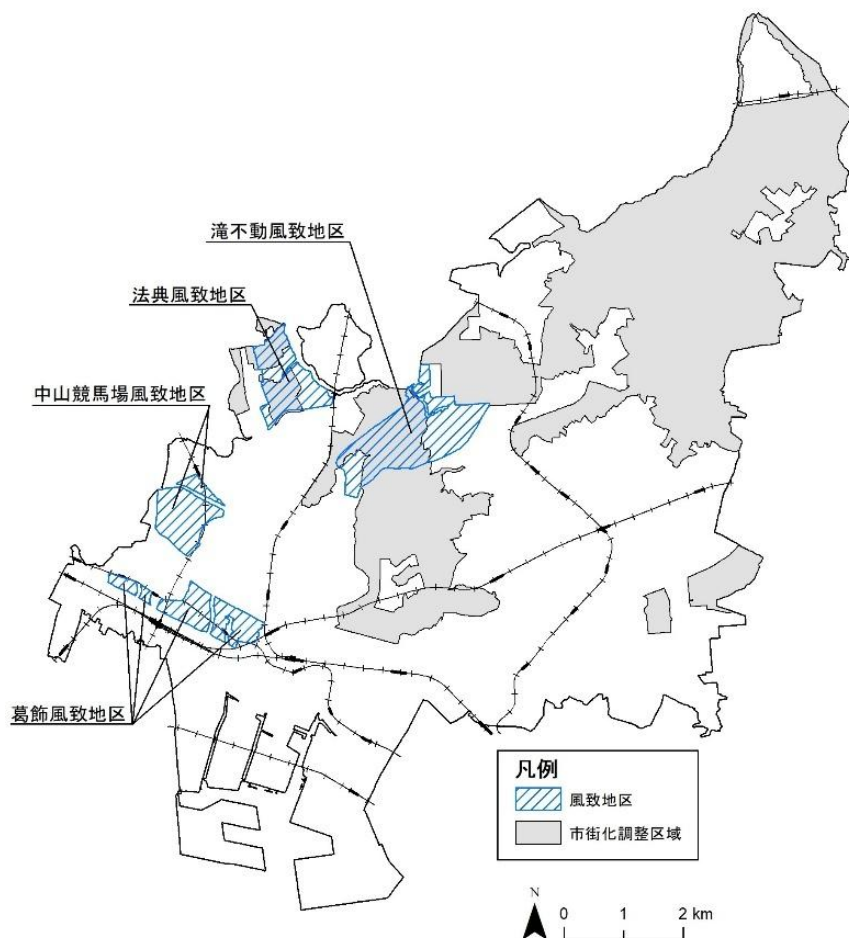 滝不動風致地区
法典風致地区
中山競馬場風致地区
葛飾風致地区
凡例
風致地区
市街化調整区域
N
0 1 2 km